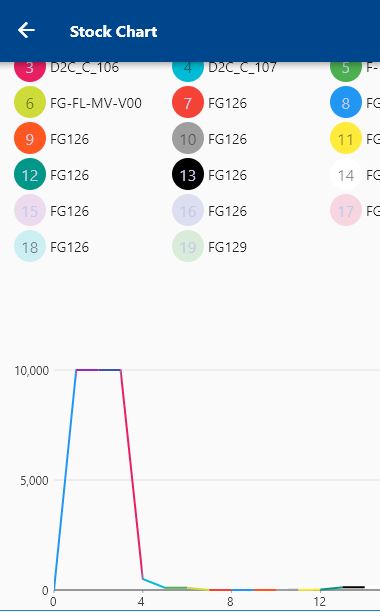 Stock Chart
3 D2C_C_106 4 D2C_C_107 5 F-
6 FG-FL-MV-V00 7 FG126 8 FG
9 FG126 10 FG126 11 FG
12 FG126 13 FG126 14 FG
15 FG126 16 FG126 17 FG
18 FG126 19 FG129
10,000
5,000
0
0 4 8 12